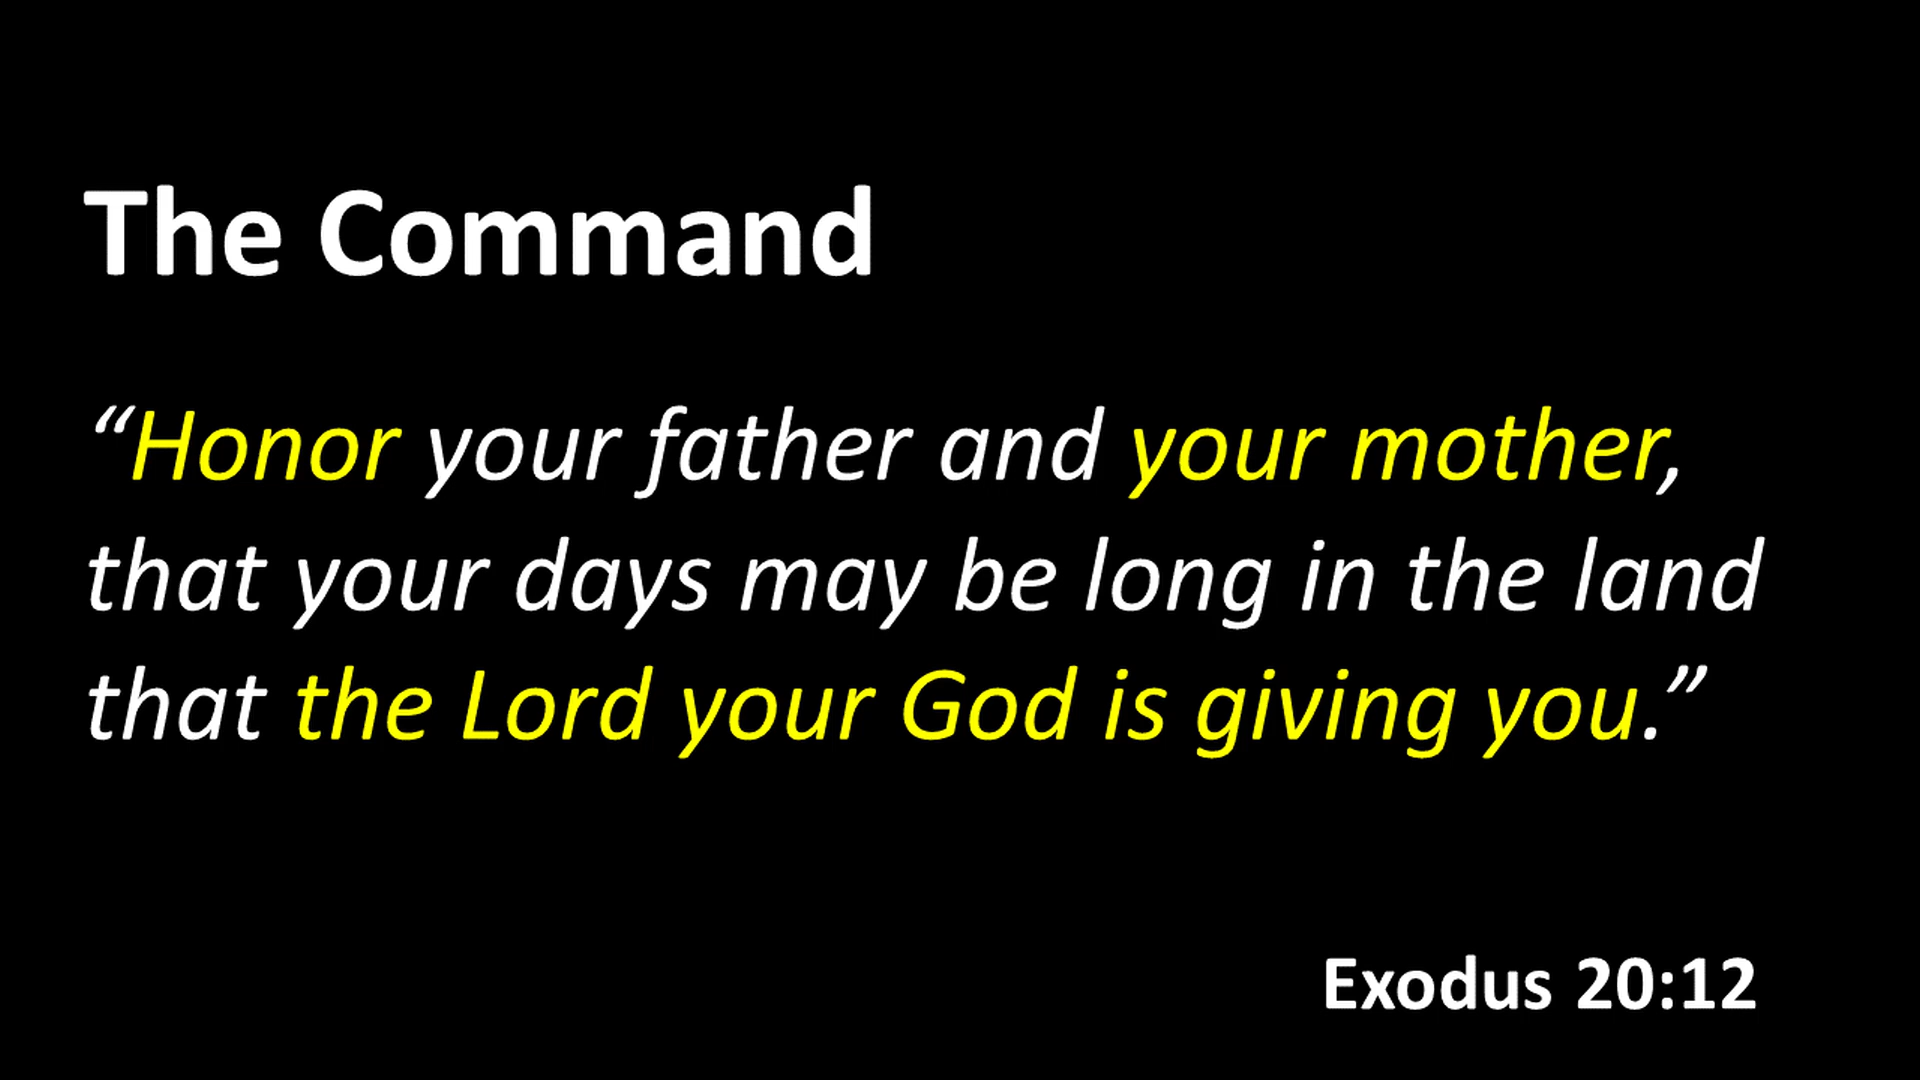 The Command
“Honor your father and your mother,
that your days may be long in the land
that the Lord your God is giving you.”
Exodus 20:12